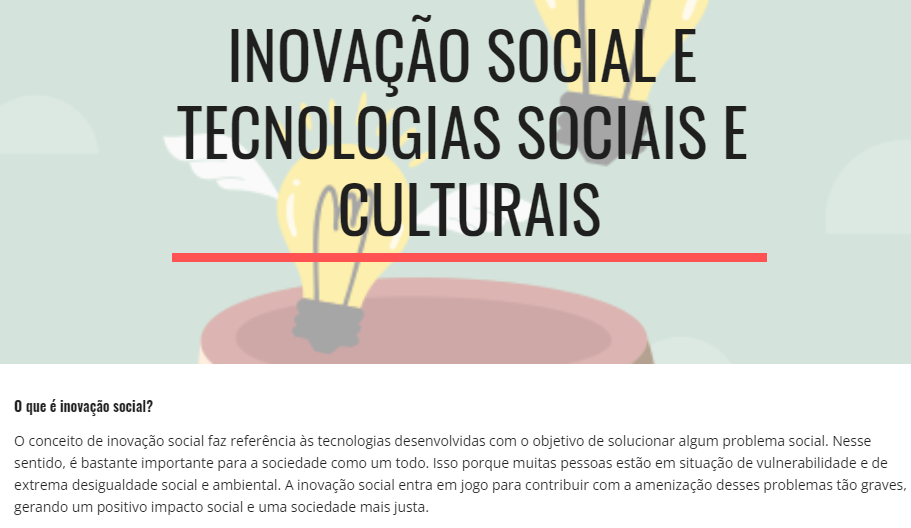 INOVAÇÃO SOCIAL E
TECNOLOGIAS SOCIAIS E
CULTURAIS
O que é inovação social?
O conceito de inovação social faz referência às tecnologias desenvolvidas com o objetivo de solucionar algum problema social. Nesse
sentido, é bastante importante para a sociedade como um todo. Isso porque muitas pessoas estão em situação de vulnerabilidade e de
extrema desigualdade social e ambiental. A inovação social entra em jogo para contribuir com a amenização desses problemas tão graves,
gerando um positivo impacto social e uma sociedade mais justa.